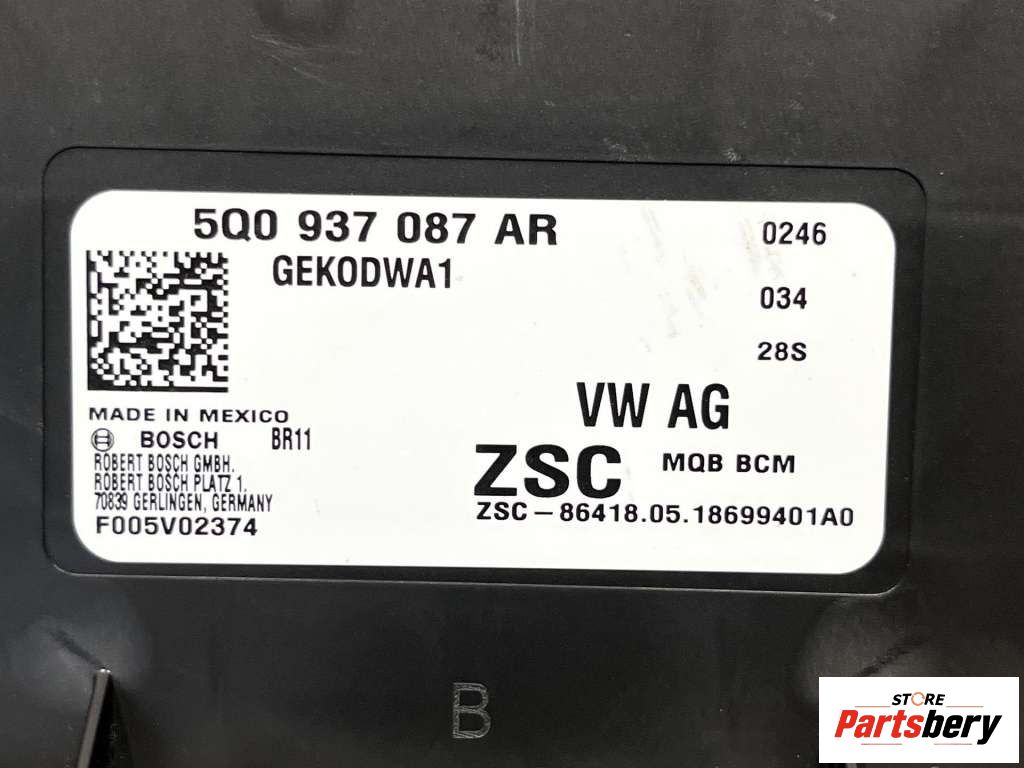 5Q0 937 087 AR
0246
GEKODWA1
034
28S
VW AG
MADE IN MEXICO
BOSCH BR11
ZSC MQB BCM
ROBERT BOSCH GMBH.
ROBERT BOSCH PLATZ 1.
70839 GERLINGEN, GERMANY
F005V02374
ZSC-86418.05.18699401A0
B
STORE
Partsbery